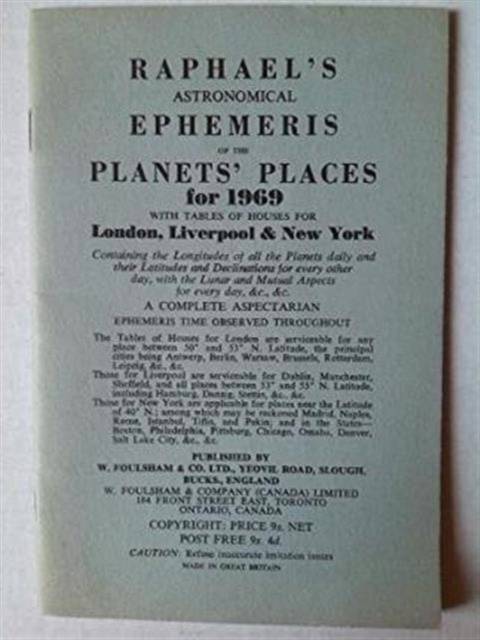 RAPHAEL'S
ASTRONOMICAL
EPHEMERIS
OF THE
PLANETS' PLACES
for 1969
WITH TABLES OF HOUSES FOR
London, Liverpool & New York
Containing the Longitudes of all the Planets daily and
their Latitudes and Declinations for every other
day, with the Lunar and Mutual Aspects
for every day, &c., &c.
A COMPLETE ASPECTARIAN
EPHEMERIS TIME OBSERVED THROUGHOUT
The Tables of Houses for London are serviceable for any
place between 50° and 53° N. Latitude, the principal
cities being Antwerp, Berlin, Warsaw, Brussels, Rotterdam,
Leipzig, &c., &c.
Those for Liverpool are serviceable for Dublin, Manchester,
Sheffield, and all places between 53° and 55° N. Latitude,
including Hamburg, Danzig, Stettin, &c., &c.
Those for New York are applicable for places near the Latitude
of 40° N.; among which may be reckoned Madrid, Naples,
Rome, Istanbul, Tiflis, and Pekin; and in the States—
Boston, Philadelphia, Pittsburg, Chicago, Omaha, Denver,
Salt Lake City, &c., &c.
PUBLISHED BY
W. FOULSHAM & CO. LTD., YEOVIL ROAD, SLOUGH,
BUCKS., ENGLAND
W. FOULSHAM & COMPANY (CANADA) LIMITED
184 FRONT STREET EAST, TORONTO
ONTARIO, CANADA
COPYRIGHT: PRICE 9s. NET
POST FREE 9s. 4d.
CAUTION: Refuse inaccurate imitation issues
MADE IN GREAT BRITAIN